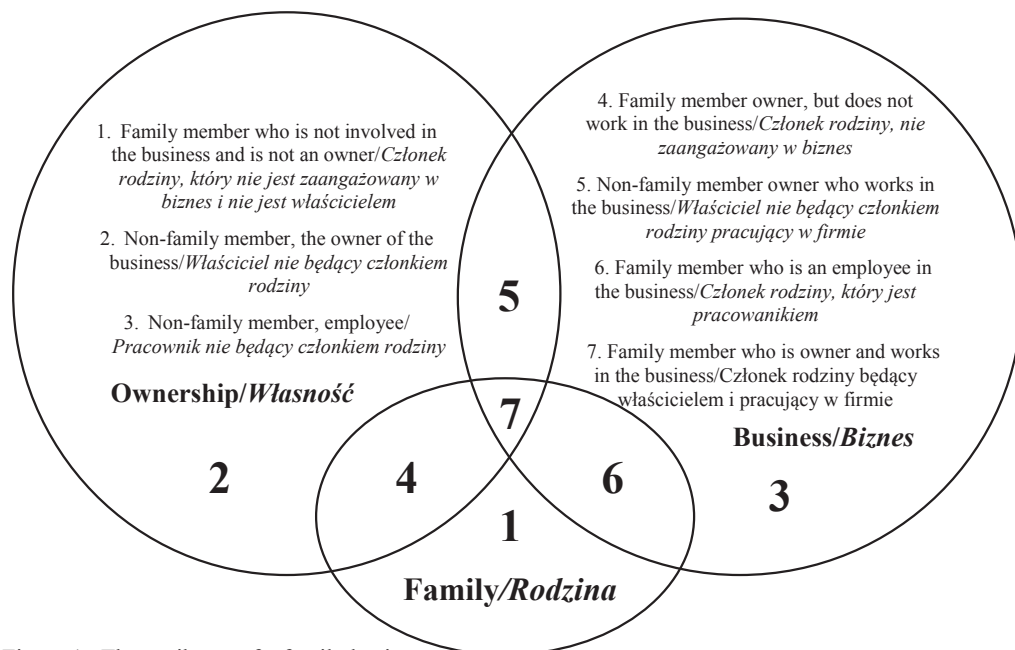 1. Family member who is not involved in
the business and is not an owner/Członek
rodziny, który nie jest zaangażowany w
biznes i nie jest właścicielem
2. Non-family member, the owner of the
business/Właściciel nie będący członkiem
rodziny
3. Non-family member, employee/
Pracownik nie będący członkiem rodziny
Ownership/Własność
4. Family member owner, but does not
work in the business/Członek rodziny, nie
zaangażowany w biznes
5. Non-family member owner who works in
the business/Właściciel nie będący członkiem
rodziny pracujący w firmie
6. Family member who is an employee in
the business/Członek rodziny, który jest
pracowanikiem
7. Family member who is owner and works
in the business/Członek rodziny będący
właścicielem i pracujący w firmie
Business/Biznes
5
7
2
4
6
3
1
Family/Rodzina